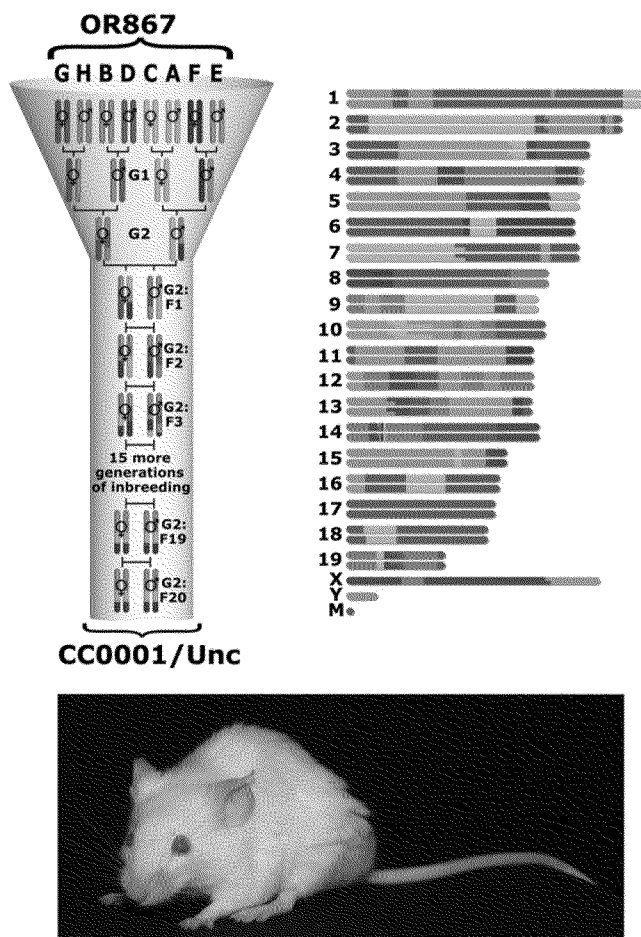 OR867
G H B D C A F E
G1
G2
G2:
F1
G2:
F2
G2:
F3
15 more
generations
of inbreeding
G2:
F19
G2:
F20
CC0001/Unc
1
2
3
4
5
6
7
8
9
10
11
12
13
14
15
16
17
18
19
X
Y
M